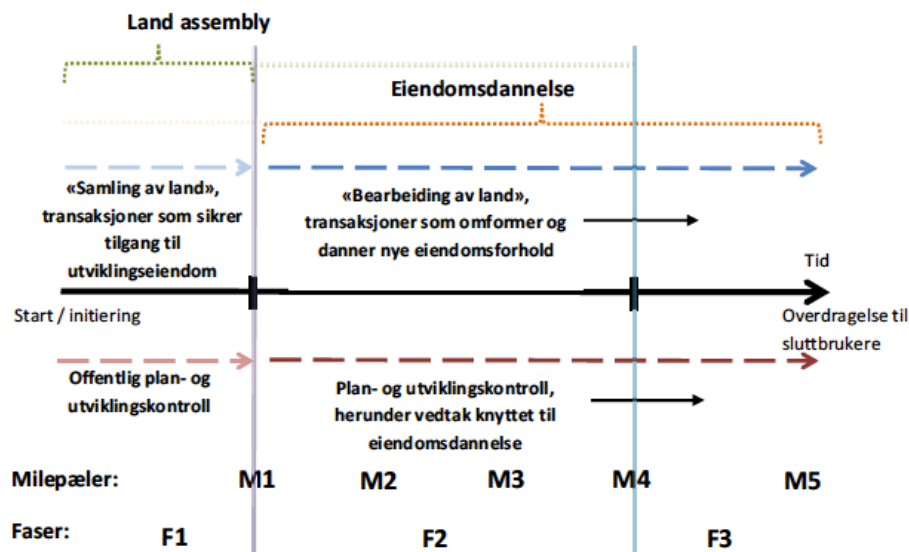 Land assembly
Eiendomsdannelse
«Samling av land»,
transaksjoner som sikrer
tilgang til
utviklingseiendom
«Bearbeiding av land»,
transaksjoner som omformer og
danner nye eiendomsforhold
Tid
Start / initiering
Overdragelse til
sluttbrukere
Offentlig plan- og
utviklingskontroll
Plan- og utviklingskontroll,
herunder vedtak knyttet til
eiendomsdannelse
Milepæler: M1 M2 M3 M4 M5
Faser: F1 F2 F3